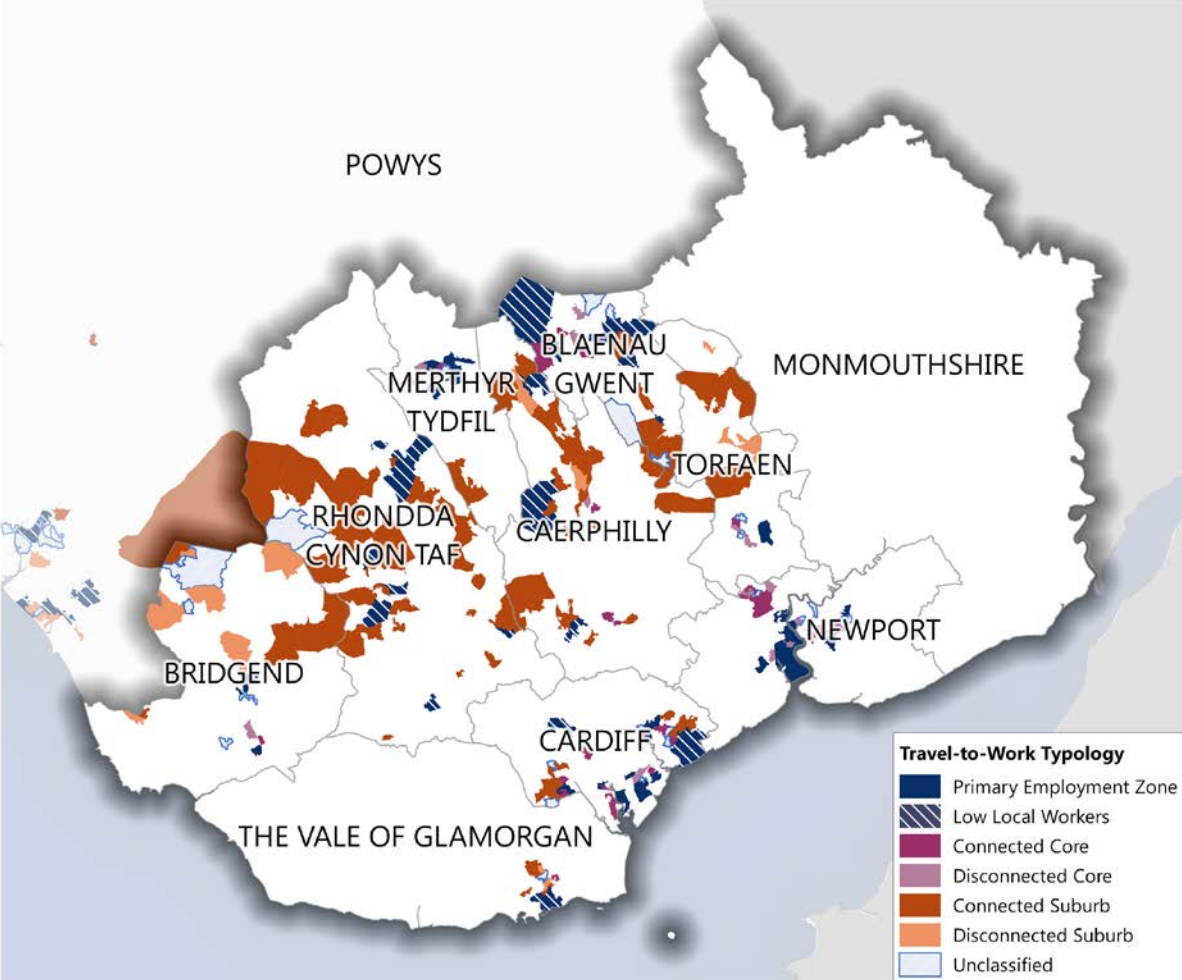 POWYS
BLAENAU
GWENT
MONMOUTHSHIRE
MERTHYR
TYDFIL
TORFAEN
RHONDDA
CYNON TAF
CAERPHILLY
NEWPORT
BRIDGEND
CARDIFF
THE VALE OF GLAMORGAN
Travel-to-Work Typology
Primary Employment Zone
Low Local Workers
Connected Core
Disconnected Core
Connected Suburb
Disconnected Suburb
Unclassified